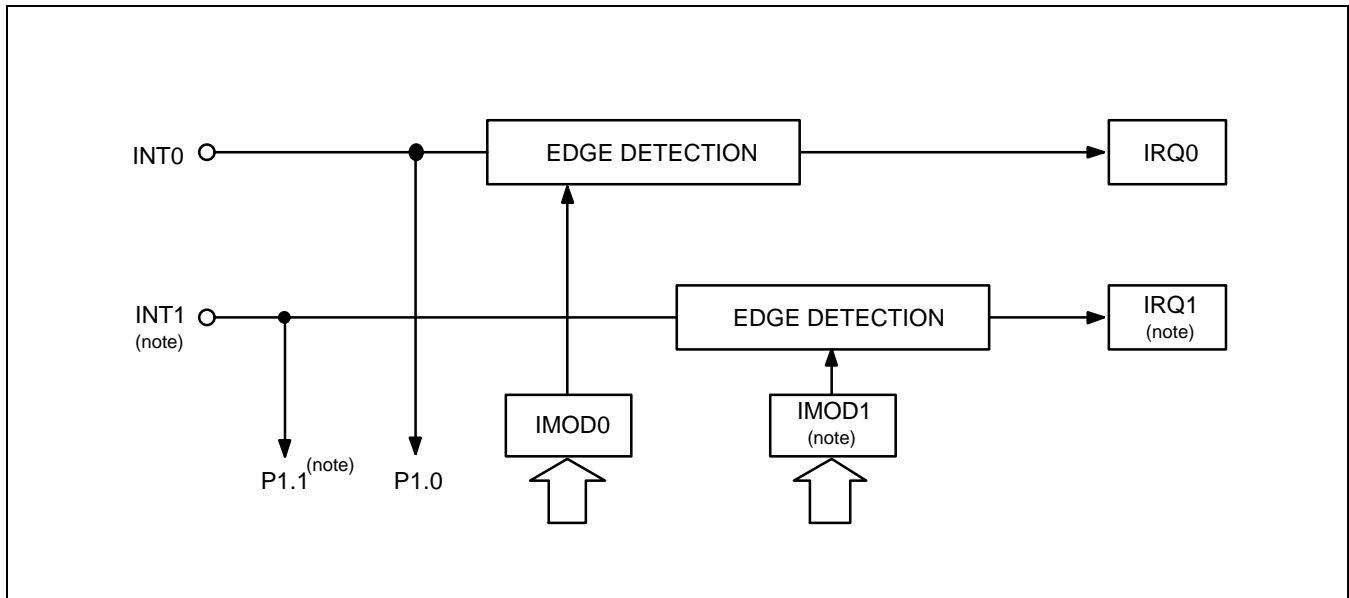 INT0
EDGE DETECTION
IRQ0
INT1
(note)
EDGE DETECTION
IRQ1
(note)
IMOD0
IMOD1
(note)
P1.1 (note)
P1.0